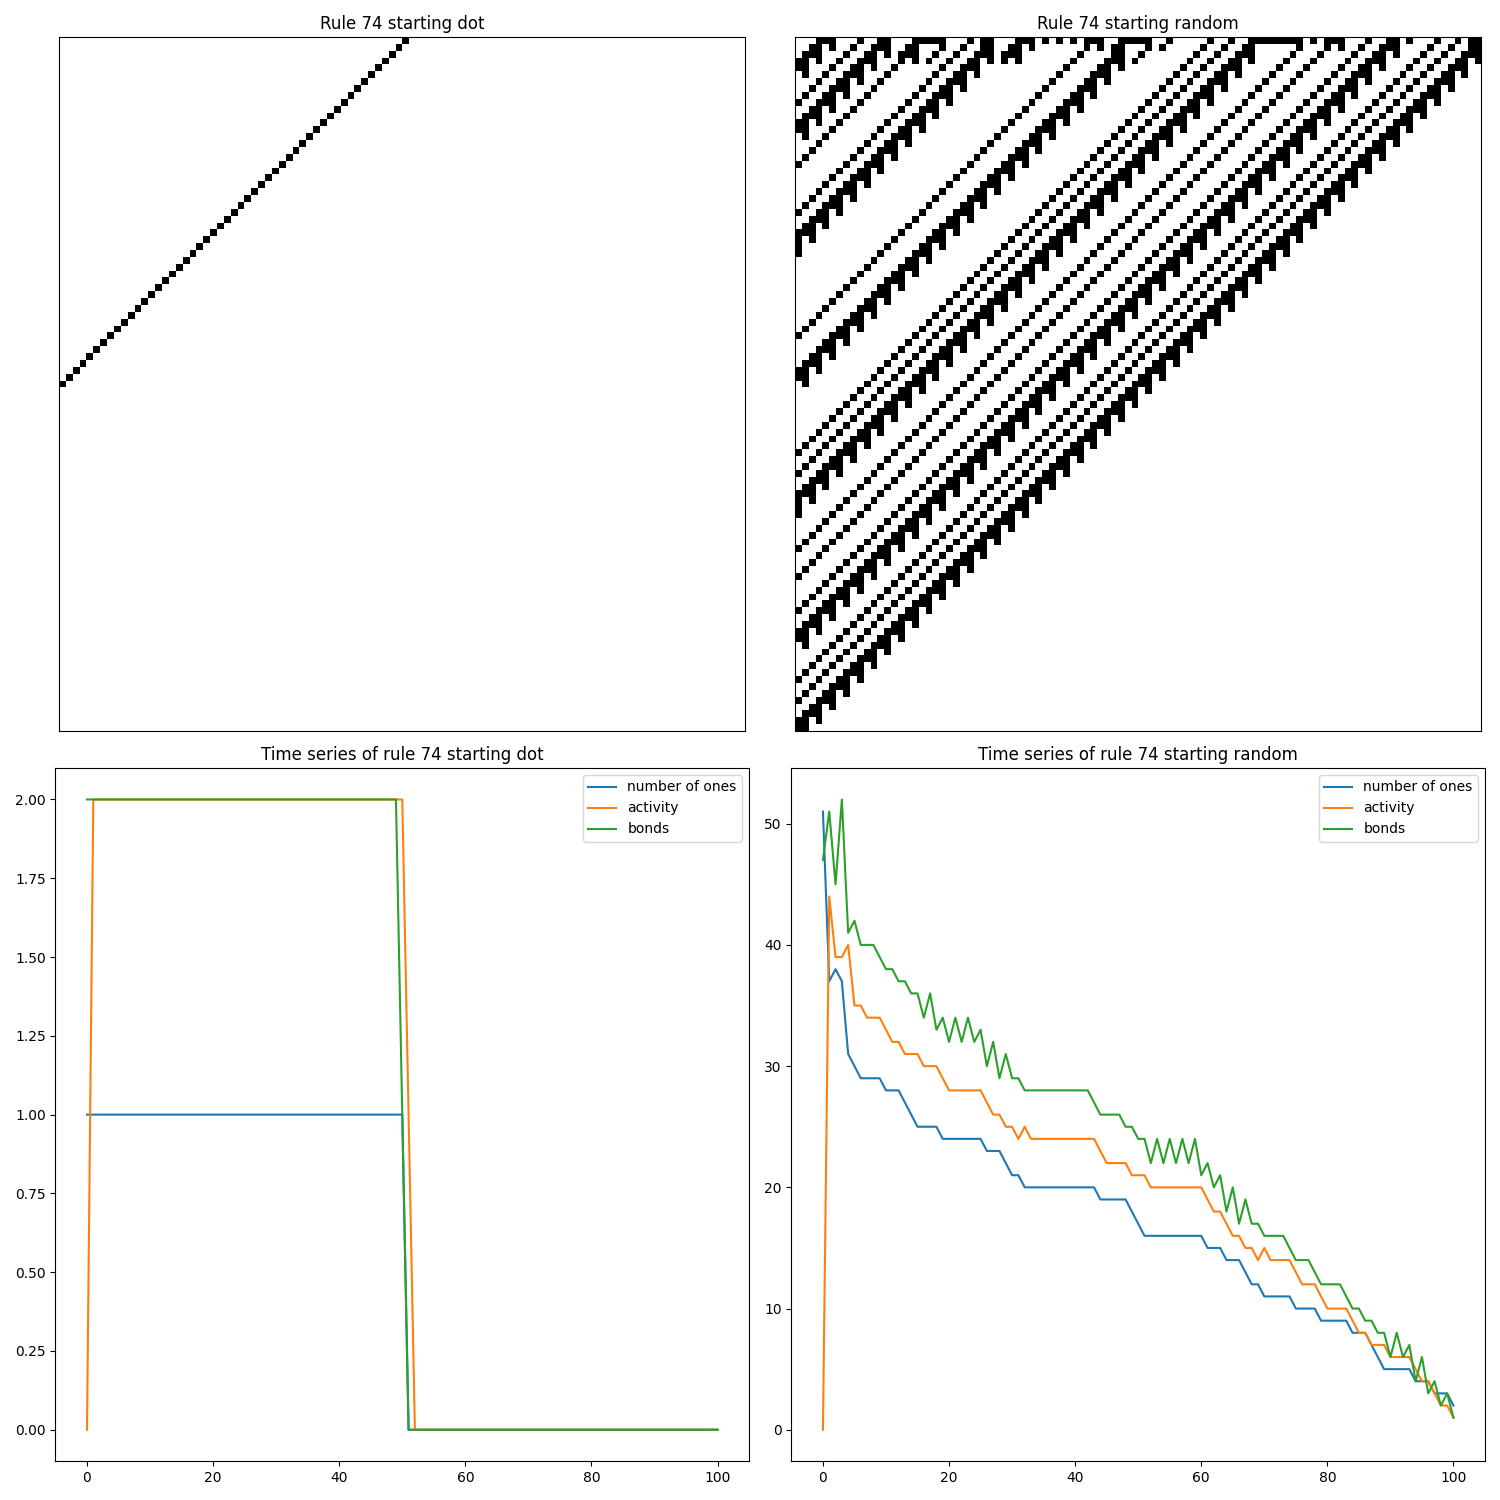 Rule 74 starting dot
Rule 74 starting random
Time series of rule 74 starting dot
number of ones
activity
bonds
2.00
1.75
1.50
1.25
1.00
0.75
0.50
0.25
0.00
0 20 40 60 80 100
Time series of rule 74 starting random
number of ones
activity
bonds
50
40
30
20
10
0
0 20 40 60 80 100